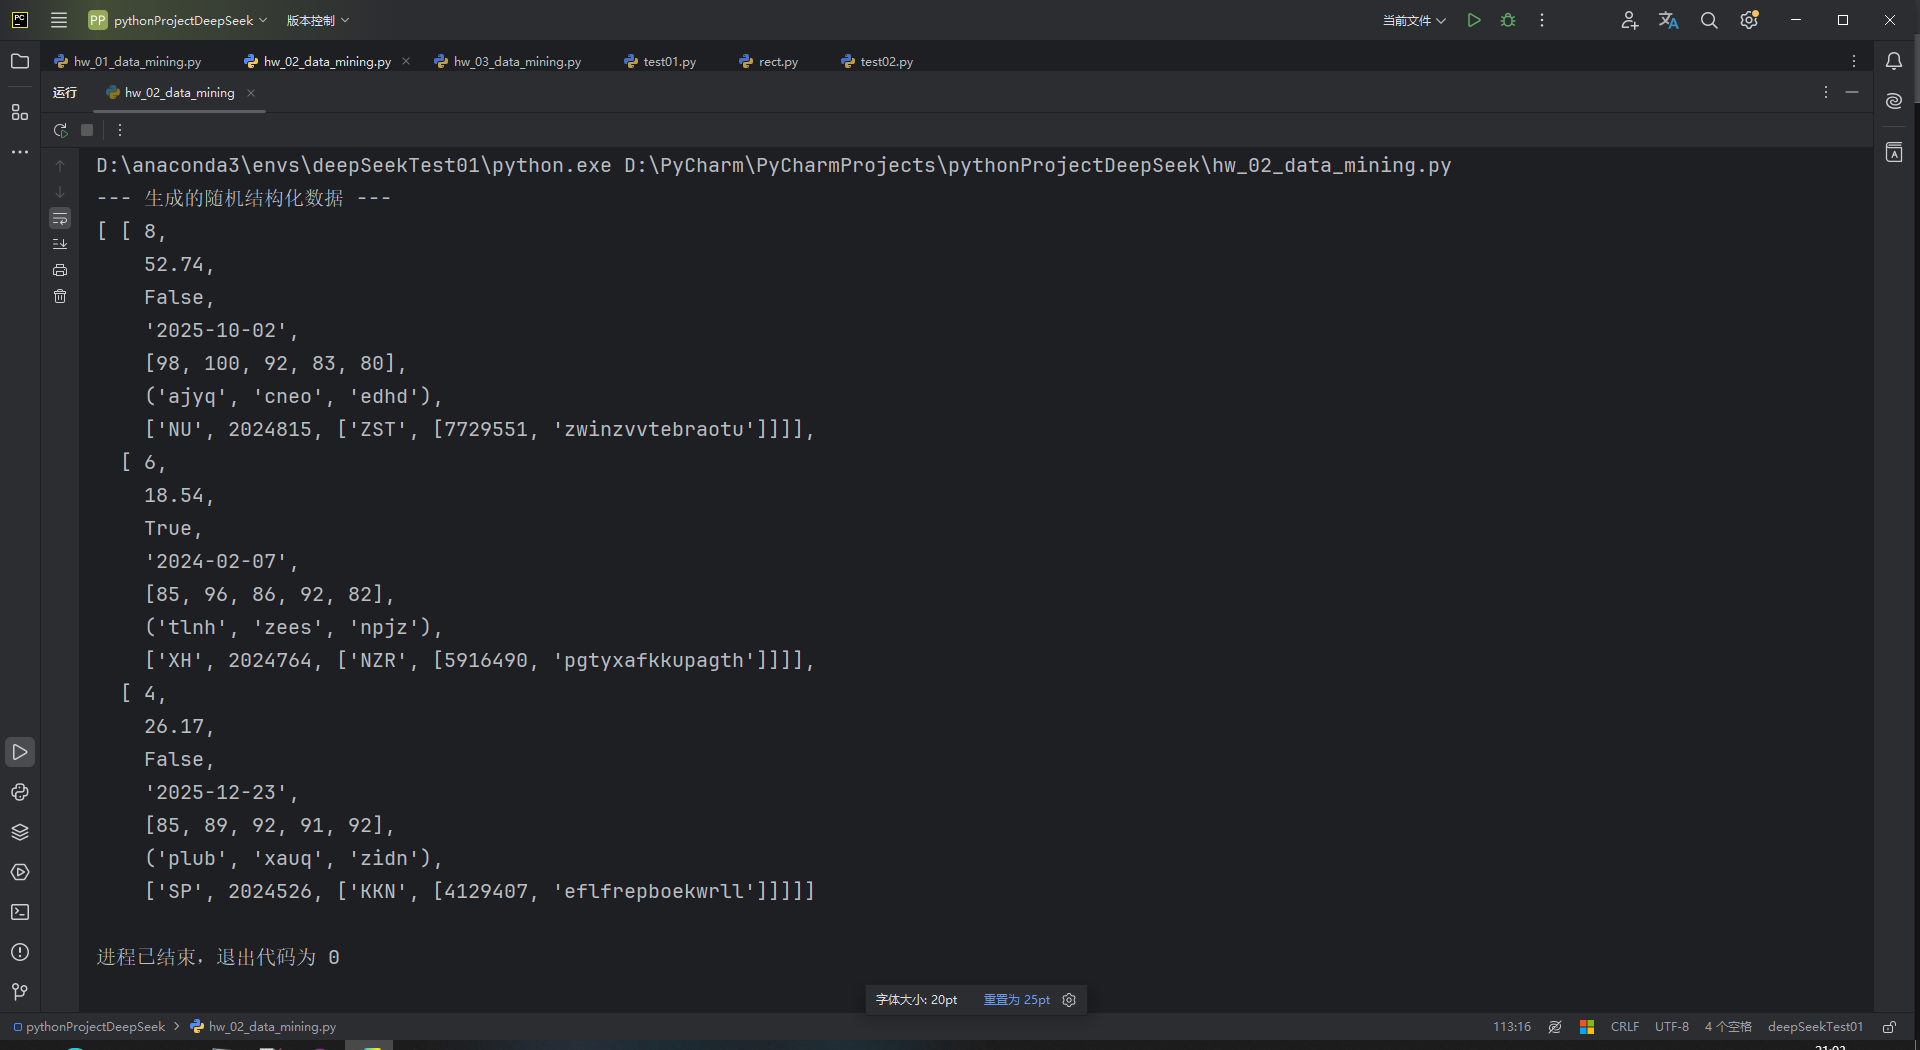 PC
PP pythonProjectDeepSeek 版本控制 当前文件
hw_01_data_mining.py hw_02_data_mining.py hw_03_data_mining.py test01.py rect.py test02.py
运行 hw_02_data_mining
D:\anaconda3\envs\deepSeekTest01\python.exe D:\PyCharm\PyCharmProjects\pythonProjectDeepSeek\hw_02_data_mining.py
--- 生成的随机结构化数据 ---
[ [ 8,
52.74,
False,
'2025-10-02',
[98, 100, 92, 83, 80],
('ajyq', 'cneo', 'edhd'),
['NU', 2024815, ['ZST', [7729551, 'zwinzvvtebraotu']]]],
[ 6,
18.54,
True,
'2024-02-07',
[85, 96, 86, 92, 82],
('tlnh', 'zees', 'npjz'),
['XH', 2024764, ['NZR', [5916490, 'pgtyxafkkupagth']]]],
[ 4,
26.17,
False,
'2025-12-23',
[85, 89, 92, 91, 92],
('plub', 'xauq', 'zidn'),
['SP', 2024526, ['KKN', [4129407, 'eflfrepboekwrll']]]]]
进程已结束，退出代码为 0
字体大小: 20pt 重置为 25pt
pythonProjectDeepSeek hw_02_data_mining.py 113:16 CRLF UTF-8 4 个空格 deepSeekTest01